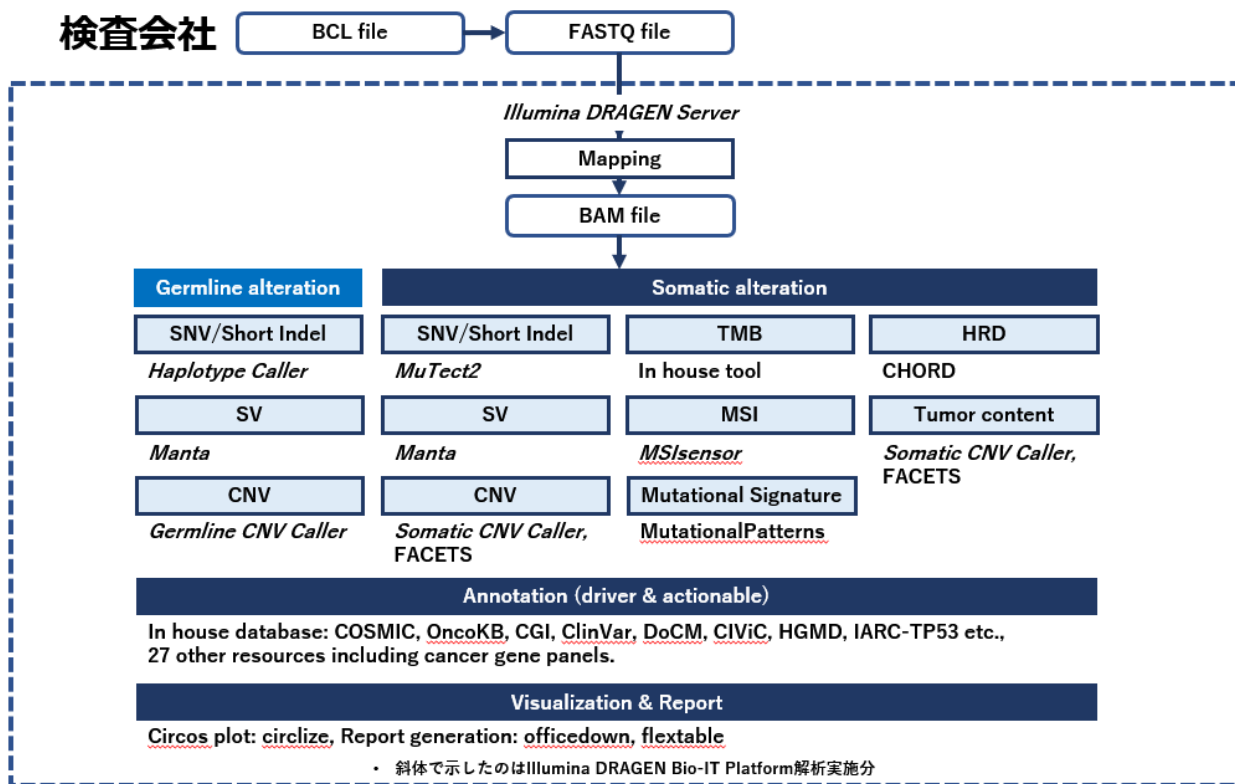 検査会社
BCL file
FASTQ file
Illumina DRAGEN Server
Mapping
BAM file
Germline alteration
Somatic alteration
SNV/Short Indel
SNV/Short Indel
TMB
HRD
Haplotype Caller
MuTect2
In house tool
CHORD
SV
SV
MSI
Tumor content
Manta
Manta
MSIsensor
Somatic CNV Caller,
FACETS
CNV
CNV
Mutational Signature
Germline CNV Caller
Somatic CNV Caller,
FACETS
MutationalPatterns
Annotation (driver & actionable)
In house database: COSMIC, OncoKB, CGI, ClinVar, DoCM, CIViC, HGMD, IARC-TP53 etc.,
27 other resources including cancer gene panels.
Visualization & Report
Circos plot: circlize, Report generation: officedown, flextable
• 斜体で示したのはIllumina DRAGEN Bio-IT Platform解析実施分